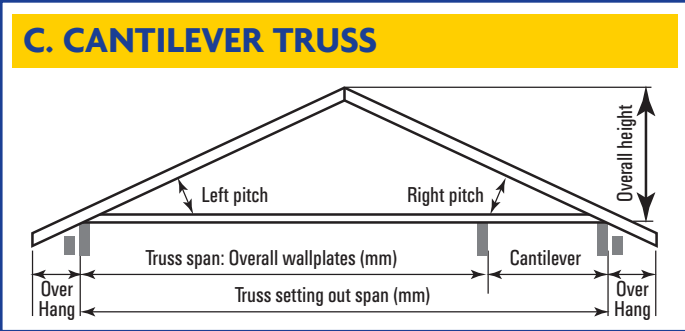 C. CANTILEVER TRUSS
Overall height
Left pitch
Right pitch
Truss span: Overall wallplates (mm)
Cantilever
Over
Hang
Truss setting out span (mm)
Over
Hang